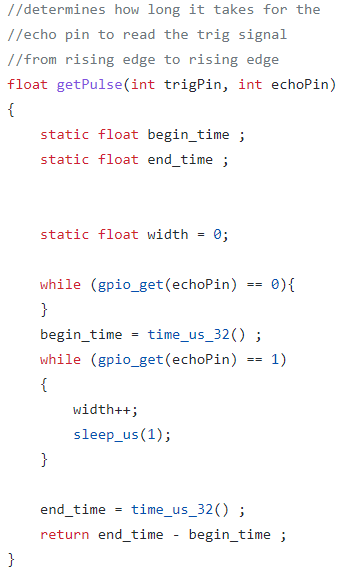 //determines how long it takes for the
//echo pin to read the trig signal
//from rising edge to rising edge
float getPulse(int trigPin, int echoPin)
{
    static float begin_time ;
    static float end_time ;


    static float width = 0;

    while (gpio_get(echoPin) == 0){
    }
    begin_time = time_us_32() ;
    while (gpio_get(echoPin) == 1)
    {
        width++;
        sleep_us(1);
    }

    end_time = time_us_32() ;
    return end_time - begin_time ;
}